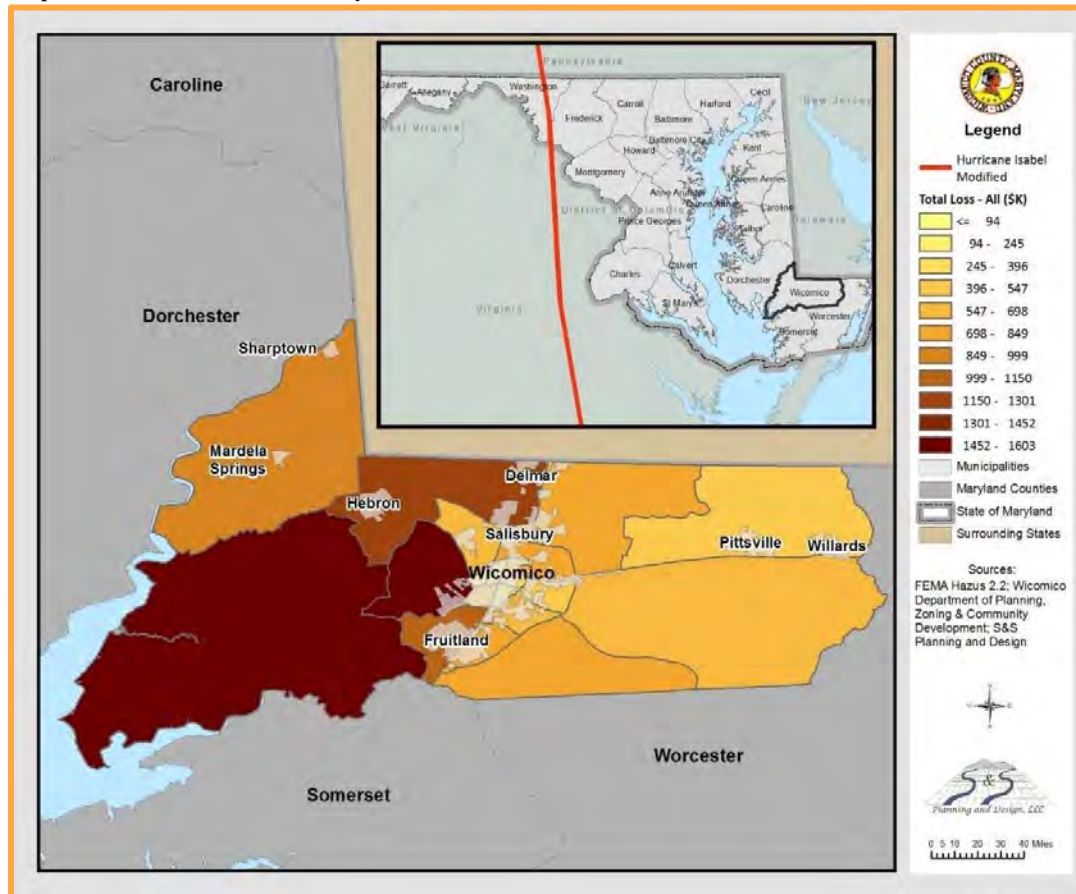 Caroline
Dorchester
Sharptown
Mardela
Springs
Hebron
Delmar
Salisbury
Wicomico
Fruitland
Pittsville
Willards
Worcester
Somerset
Pennsylvania
Garrett
Allegany
Washington
Frederick
Carroll
Baltimore
Harford
Cecil
New Jersey
West Virginia
Baltimore City
Howard
Kent
Montgomery
Anne Arundel
Queen Annes
Queen Annes
District of Columbia
Prince Georges
Caroline
Delaware
Talbot
Charles
Calvert
Dorchester
Virginia
St Mary's
Wicomico
Worcester
Somerset
Legend
Hurricane Isabel
Modified
Total Loss - All ($K)
<= 94
94 - 245
245 - 396
396 - 547
547 - 698
698 - 849
849 - 999
999 - 1150
1150 - 1301
1301 - 1452
1452 - 1603
Municipalities
Maryland Counties
State of Maryland
Surrounding States
Sources:
FEMA Hazus 2.2; Wicomico
Department of Planning,
Zoning & Community
Development; S&S
Planning and Design
S&S
Planning and Design, LLC
0 5 10 20 30 40 Miles